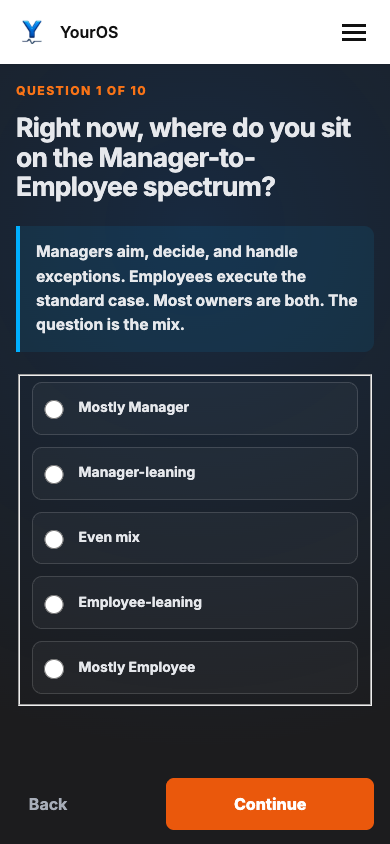 YourOS
QUESTION 1 OF 10
Right now, where do you sit
on the Manager-to-
Employee spectrum?
Managers aim, decide, and handle
exceptions. Employees execute the
standard case. Most owners are both. The
question is the mix.
Mostly Manager
Manager-leaning
Even mix
Employee-leaning
Mostly Employee
Back
Continue